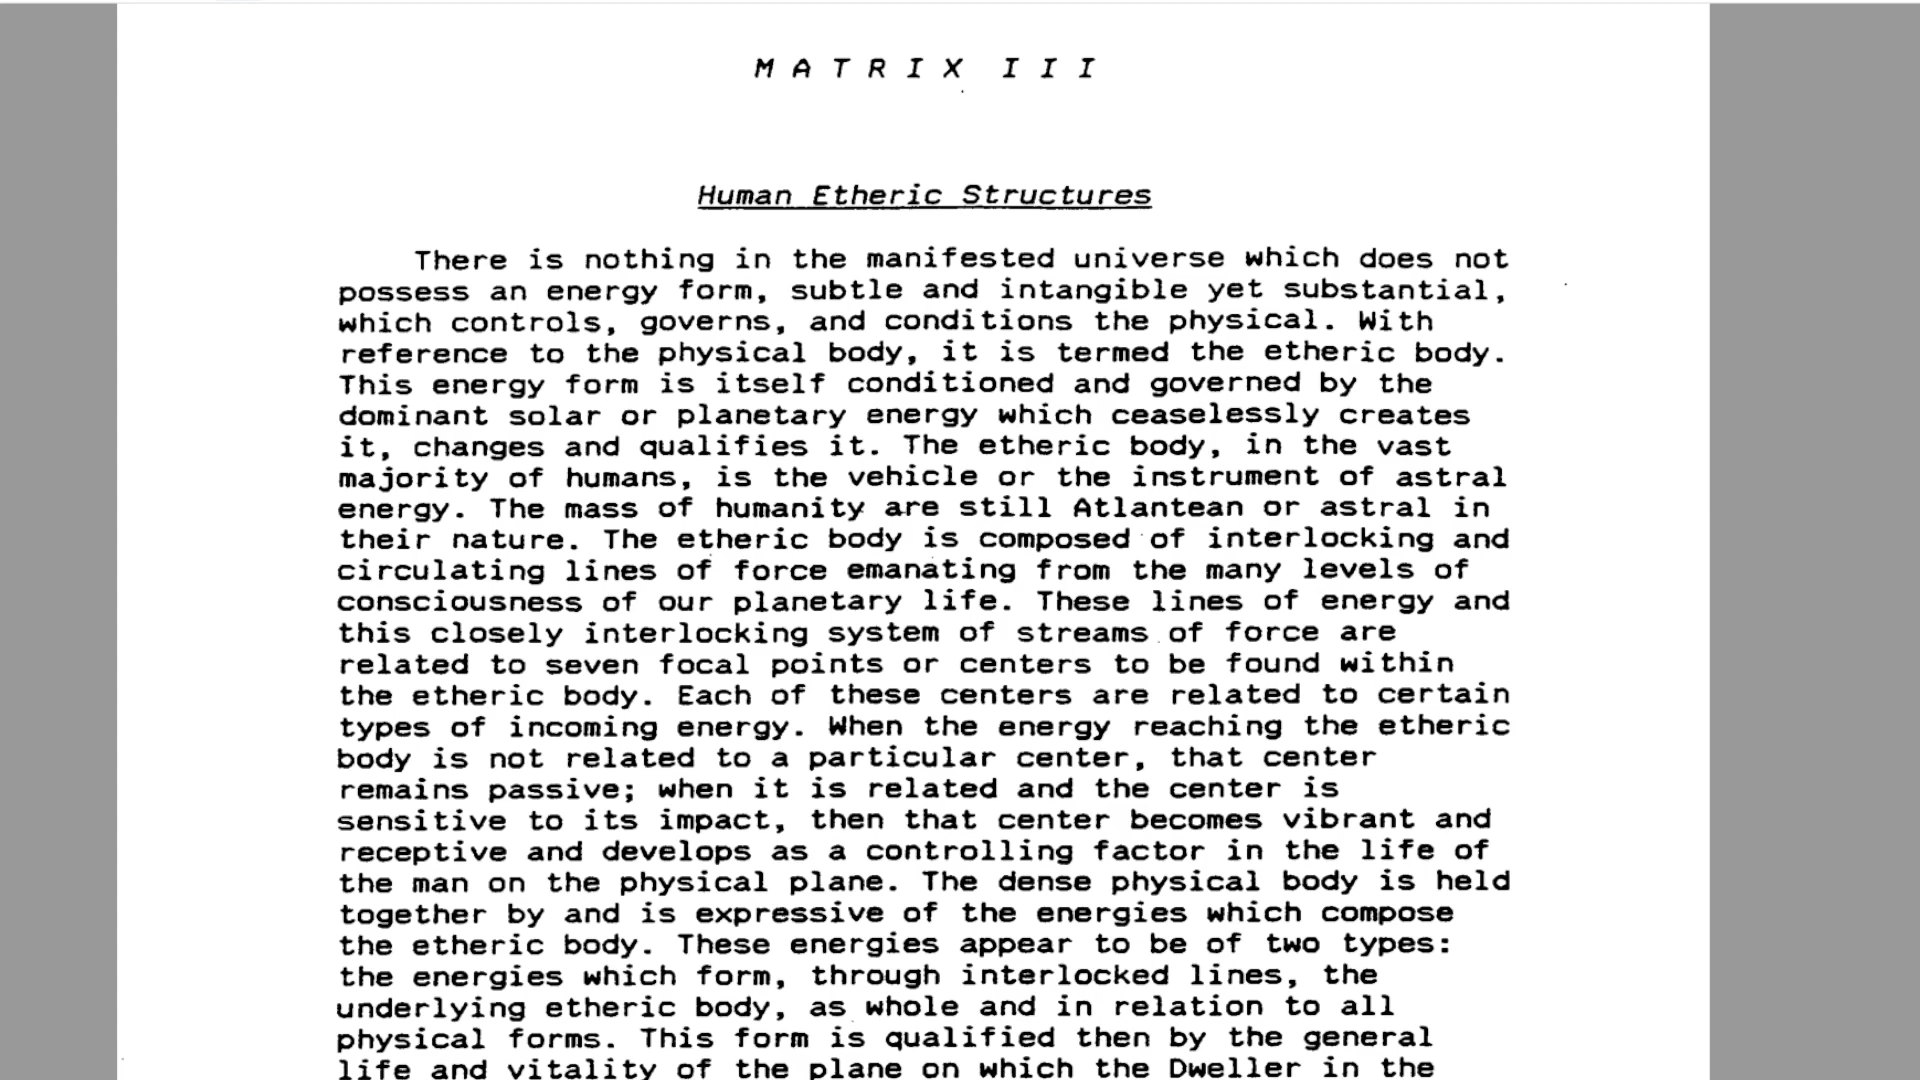 M A T R I X  I I I
Human Etheric Structures
There is nothing in the manifested universe which does not
possess an energy form, subtle and intangible yet substantial,
which controls, governs, and conditions the physical. With
reference to the physical body, it is termed the etheric body.
This energy form is itself conditioned and governed by the
dominant solar or planetary energy which ceaselessly creates
it, changes and qualifies it. The etheric body, in the vast
majority of humans, is the vehicle or the instrument of astral
energy. The mass of humanity are still Atlantean or astral in
their nature. The etheric body is composed of interlocking and
circulating lines of force emanating from the many levels of
consciousness of our planetary life. These lines of energy and
this closely interlocking system of streams of force are
related to seven focal points or centers to be found within
the etheric body. Each of these centers are related to certain
types of incoming energy. When the energy reaching the etheric
body is not related to a particular center, that center
remains passive; when it is related and the center is
sensitive to its impact, then that center becomes vibrant and
receptive and develops as a controlling factor in the life of
the man on the physical plane. The dense physical body is held
together by and is expressive of the energies which compose
the etheric body. These energies appear to be of two types:
the energies which form, through interlocked lines, the
underlying etheric body, as whole and in relation to all
physical forms. This form is qualified then by the general
life and vitality of the plane on which the Dweller in the